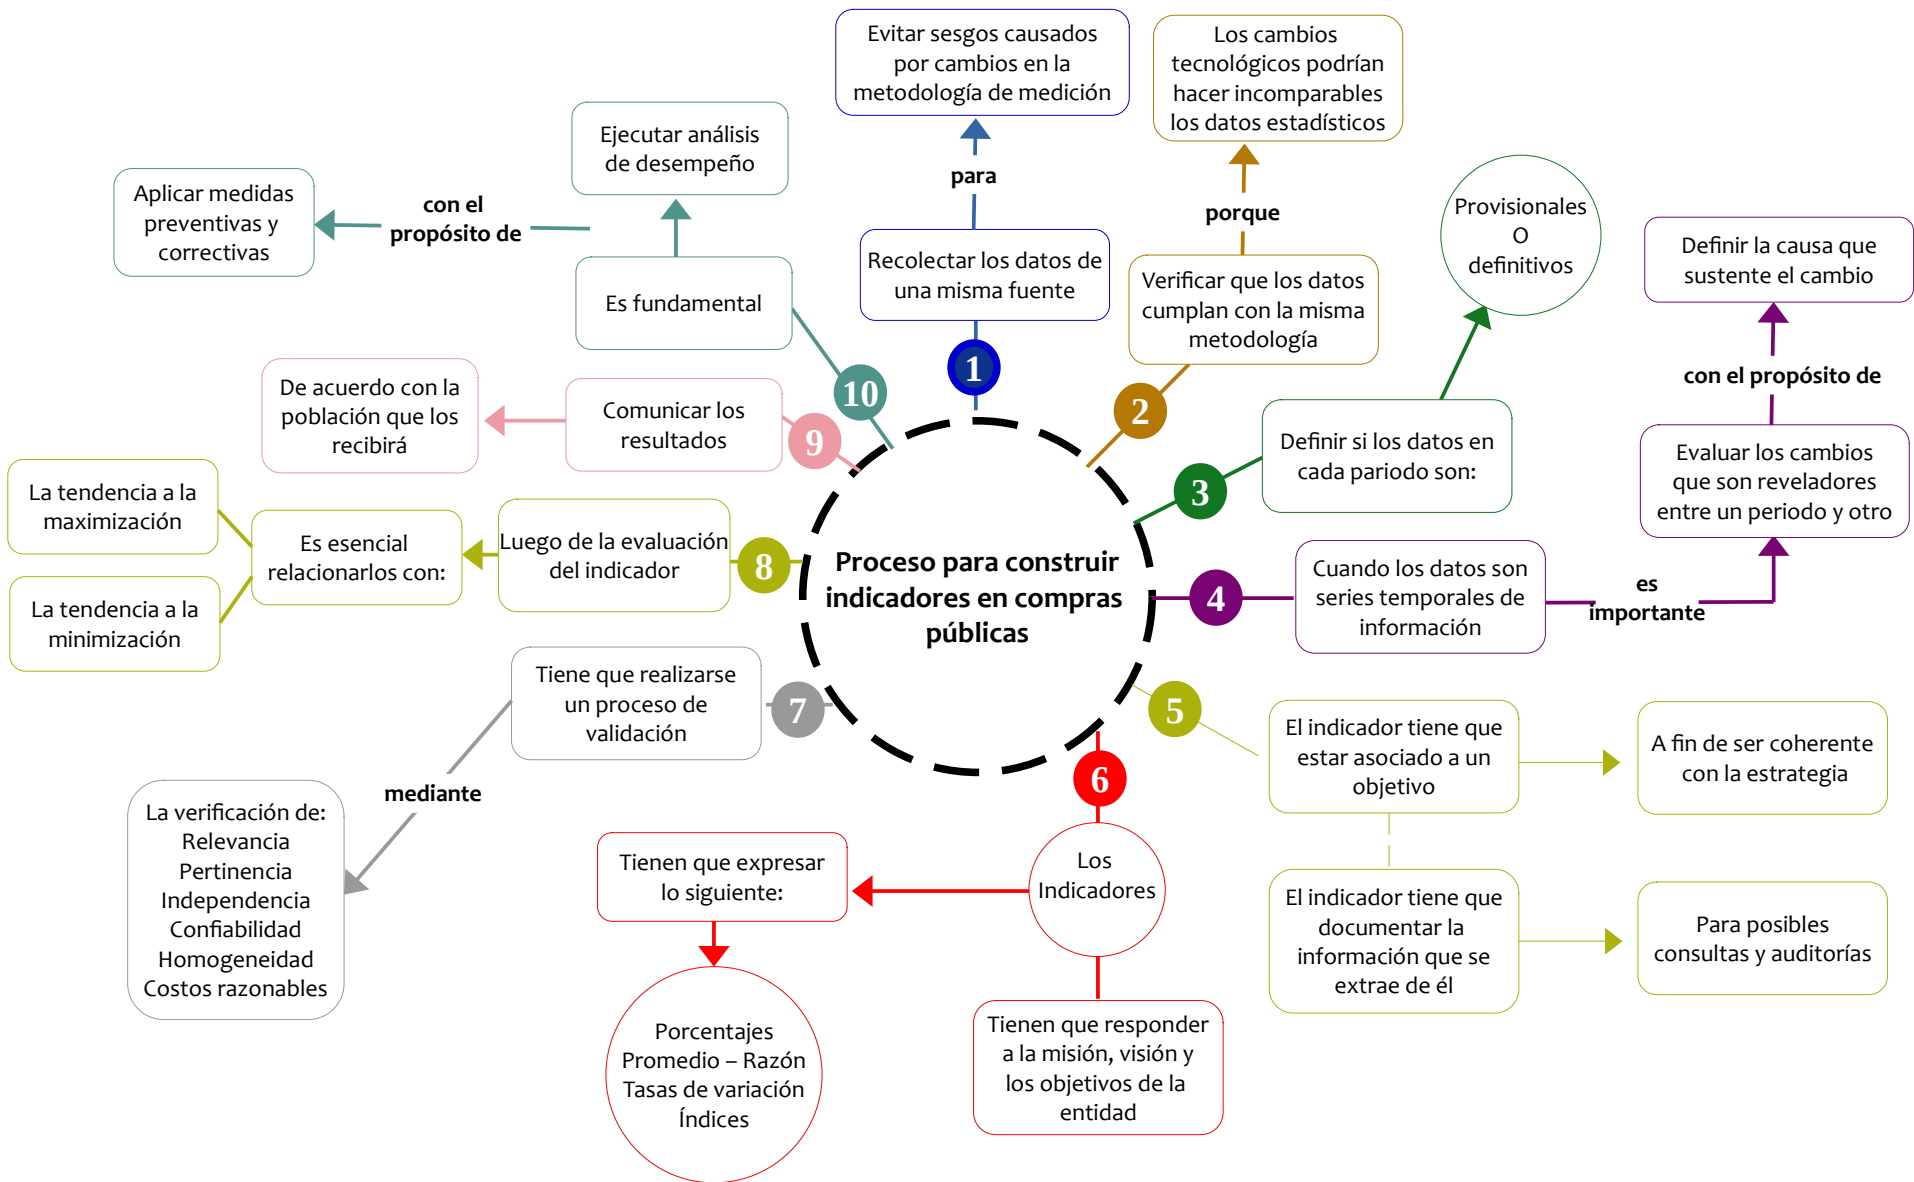 Proceso para construir
indicadores en compras
públicas
1
Recolectar los datos de
una misma fuente
para
Evitar sesgos causados
por cambios en la
metodología de medición
2
Verificar que los datos
cumplan con la misma
metodología
porque
Los cambios
tecnológicos podrían
hacer incomparables
los datos estadísticos
3
Definir si los datos en
cada periodo son:
Provisionales
O
definitivos
4
Cuando los datos son
series temporales de
información
es
importante
Evaluar los cambios
que son reveladores
entre un periodo y otro
con el propósito de
Definir la causa que
sustente el cambio
5
El indicador tiene que
estar asociado a un
objetivo
A fin de ser coherente
con la estrategia
El indicador tiene que
documentar la
información que se
extrae de él
Para posibles
consultas y auditorías
6
Los
Indicadores
Tienen que expresar
lo siguiente:
Porcentajes
Promedio – Razón
Tasas de variación
Índices
Tienen que responder
a la misión, visión y
los objetivos de la
entidad
7
Tiene que realizarse
un proceso de
validación
mediante
La verificación de:
Relevancia
Pertinencia
Independencia
Confiabilidad
Homogeneidad
Costos razonables
8
Luego de la evaluación
del indicador
Es esencial
relacionarlos con:
La tendencia a la
maximización
La tendencia a la
minimización
9
Comunicar los
resultados
De acuerdo con la
población que los
recibirá
10
Es fundamental
Ejecutar análisis
de desempeño
con el
propósito de
Aplicar medidas
preventivas y
correctivas